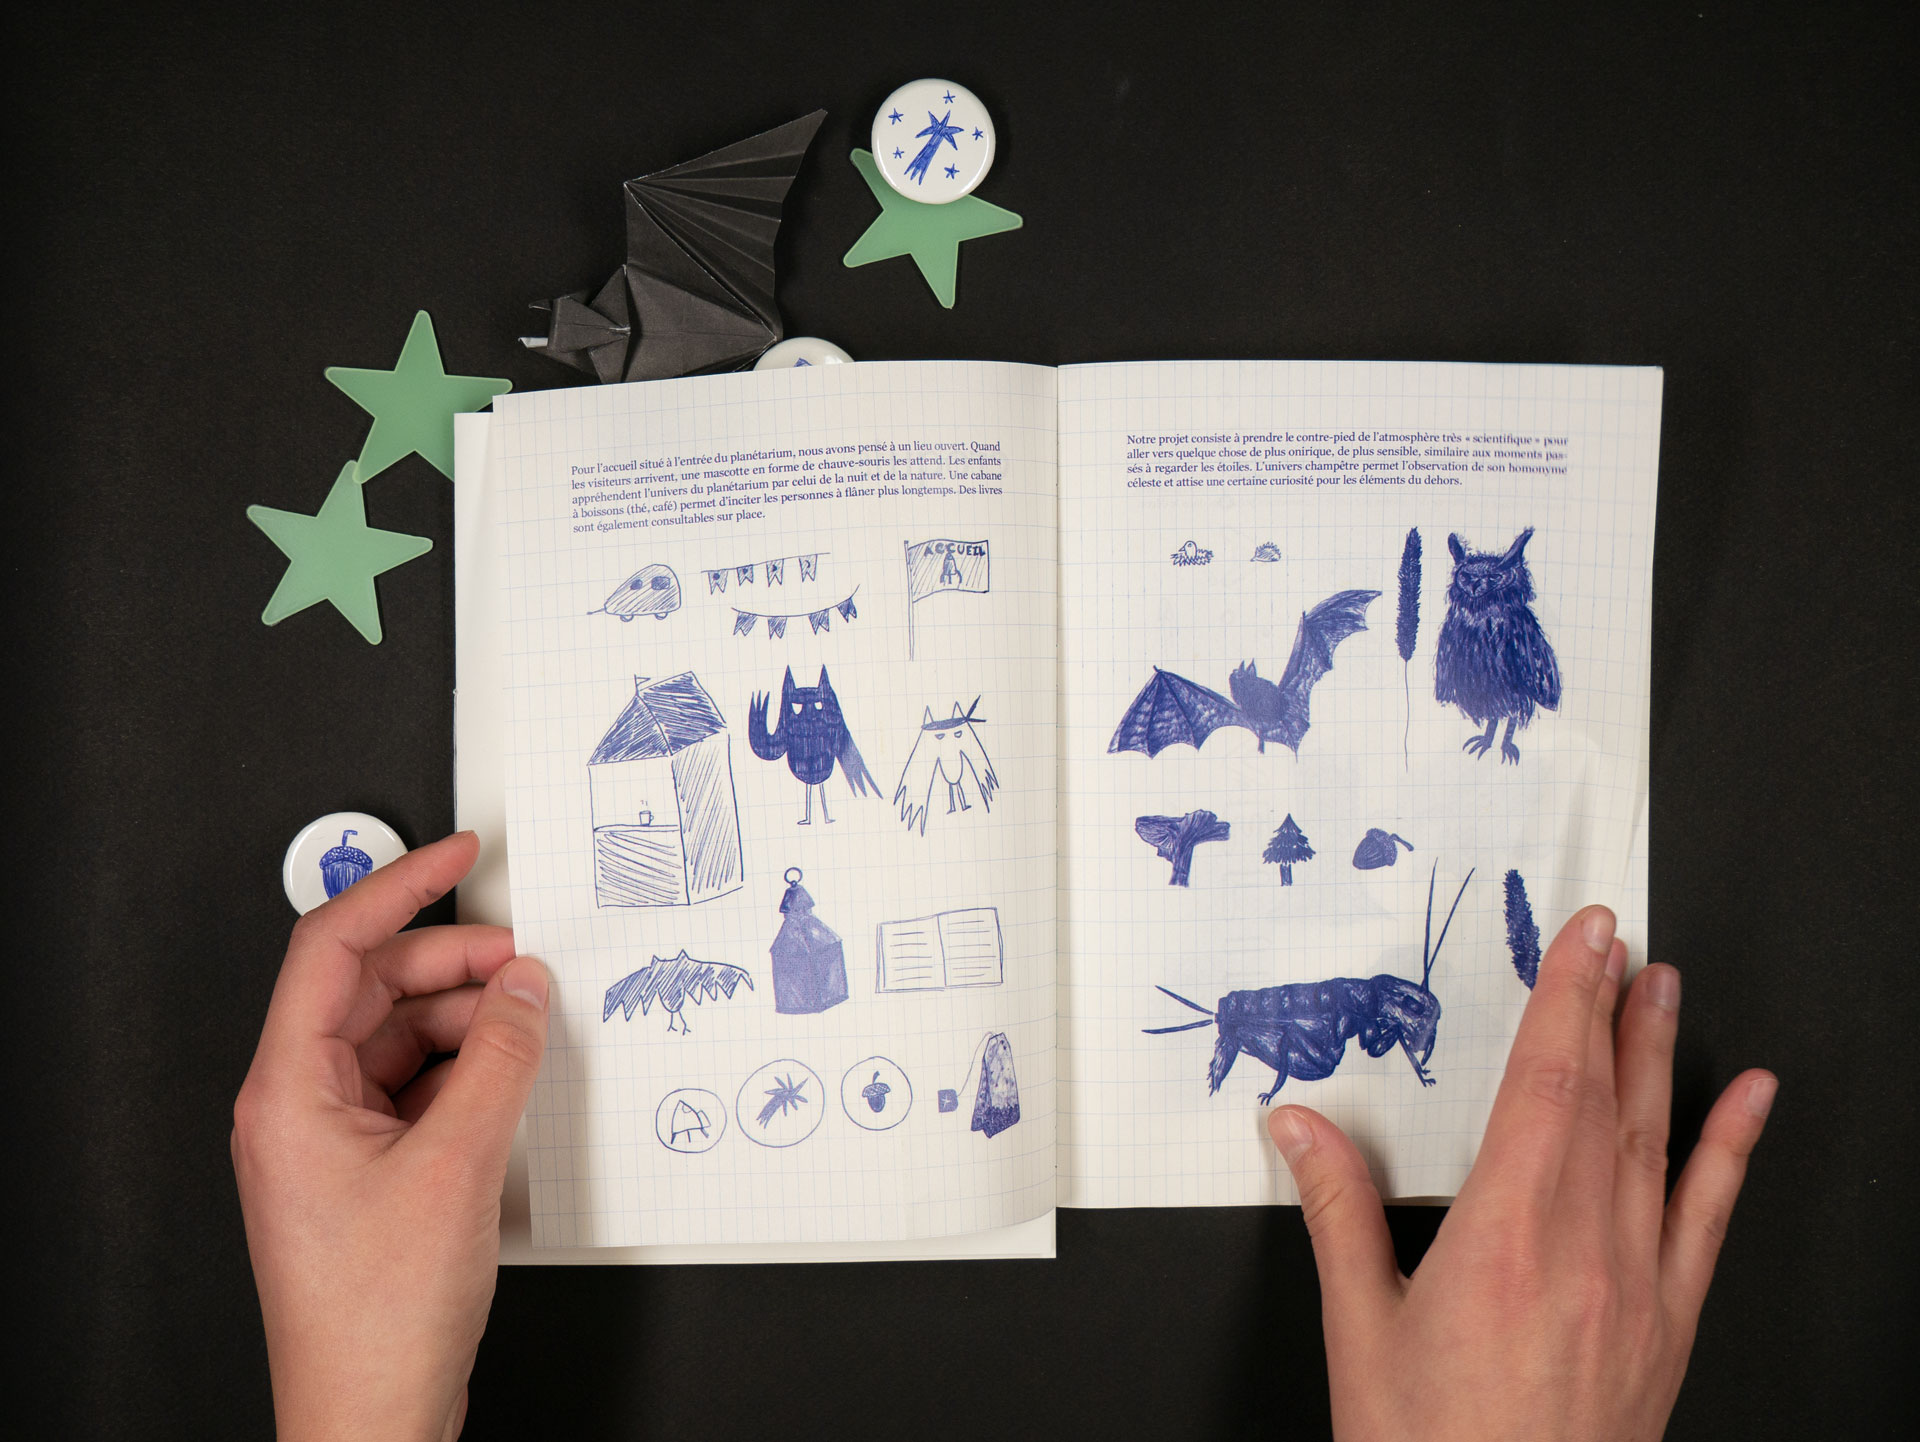 Pour l'accueil situé à l'entrée du planétarium, nous avons pensé à un lieu ouvert. Quand
les visiteurs arrivent, une mascotte en forme de chauve-souris les attend. Les enfants
appréhendent l'univers du planétarium par celui de la nuit et de la nature. Une cabane
à boissons (thé, café) permet d'inciter les personnes à flâner plus longtemps. Des livres
sont également consultables sur place.
ACCUEIL
Notre projet consiste à prendre le contre-pied de l'atmosphère très « scientifique » pour
aller vers quelque chose de plus onirique, de plus sensible, similaire aux moments pas-
sés à regarder les étoiles. L'univers champêtre permet l'observation de son homonyme
céleste et attise une certaine curiosité pour les éléments du dehors.